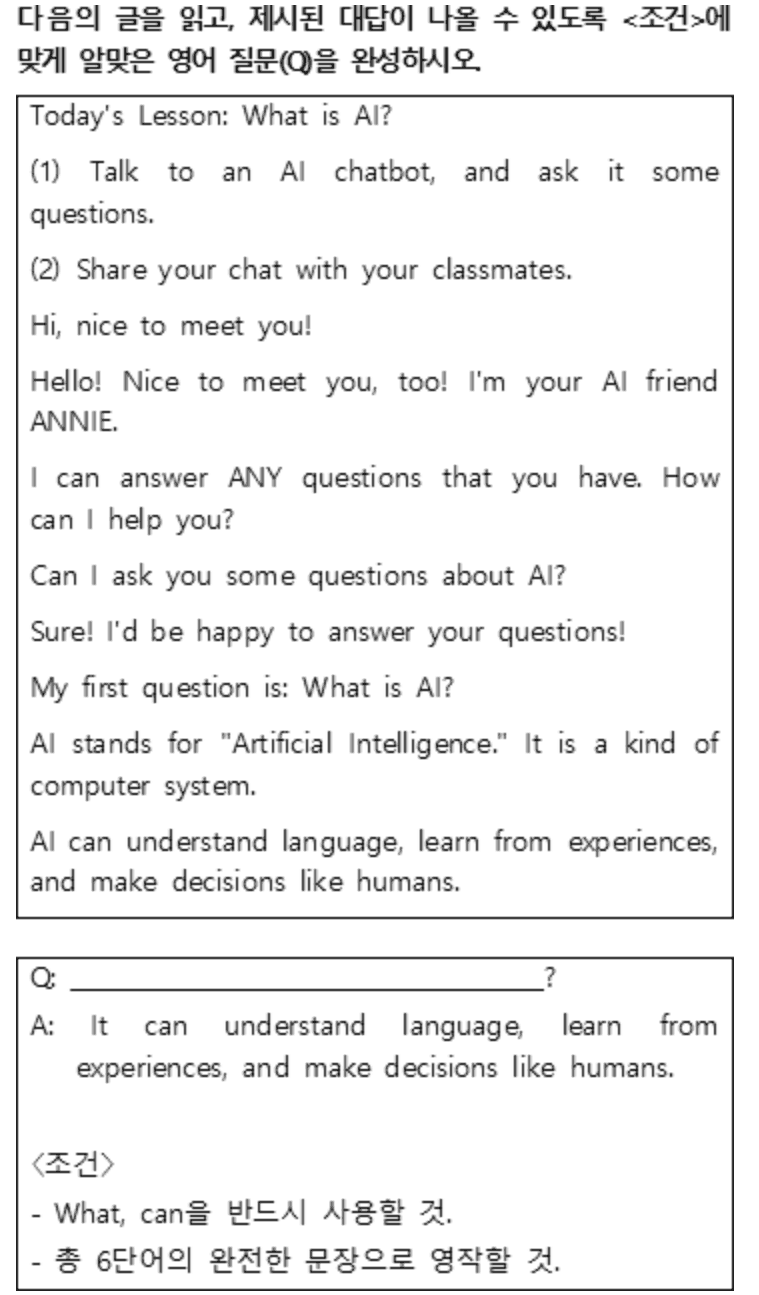 다음의 글을 읽고, 제시된 대답이 나올 수 있도록 <조건>에
맞게 알맞은 영어 질문(Q)을 완성하시오.
Today's Lesson: What is AI?
(1) Talk to an AI chatbot, and ask it some
questions.
(2) Share your chat with your classmates.
Hi, nice to meet you!
Hello! Nice to meet you, too! I'm your AI friend
ANNIE.
I can answer ANY questions that you have. How
can I help you?
Can I ask you some questions about AI?
Sure! I'd be happy to answer your questions!
My first question is: What is AI?
AI stands for "Artificial Intelligence." It is a kind of
computer system.
AI can understand language, learn from experiences,
and make decisions like humans.
Q: ______________________________?
A: It can understand language, learn from
experiences, and make decisions like humans.
〈조건〉
- What, can을 반드시 사용할 것.
- 총 6단어의 완전한 문장으로 영작할 것.